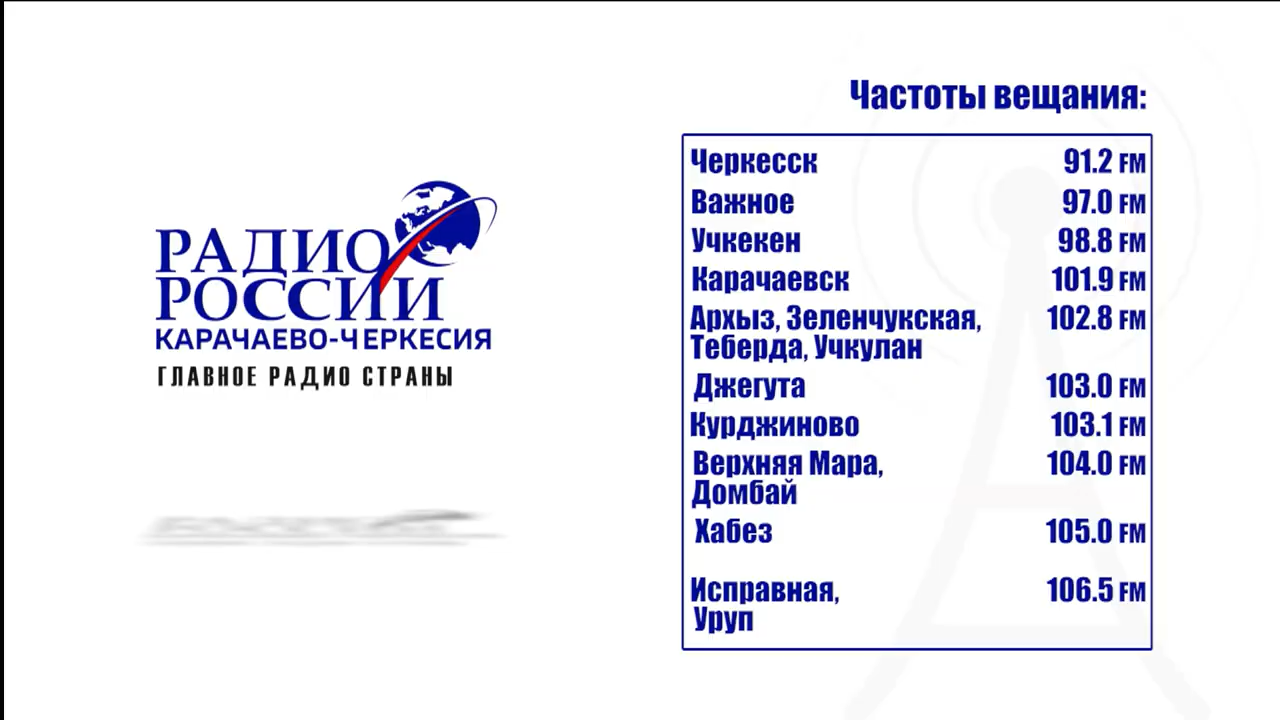 РАДИО
РОССИИ
КАРАЧАЕВО-ЧЕРКЕСИЯ
ГЛАВНОЕ РАДИО СТРАНЫ
Частоты вещания:
Черкесск 91.2 FM
Важное 97.0 FM
Учкекен 98.8 FM
Карачаевск 101.9 FM
Архыз, Зеленчукская, 102.8 FM
Теберда, Учкулан
Джегута 103.0 FM
Курджиново 103.1 FM
Верхняя Мара, 104.0 FM
Домбай
Хабез 105.0 FM
Исправная, 106.5 FM
Уруп